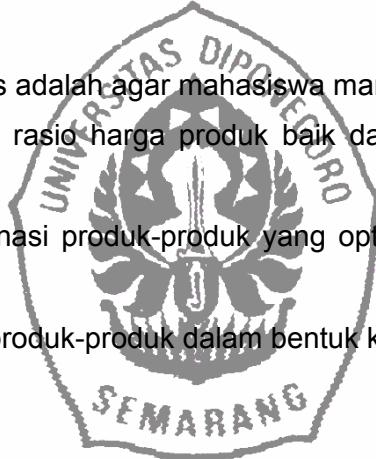 s adalah agar mahasiswa mar
rasio harga produk baik da
nasi produk-produk yang opt
produk-produk dalam bentuk k
UNIVERSITAS DIPONEGORO
SEMARANG